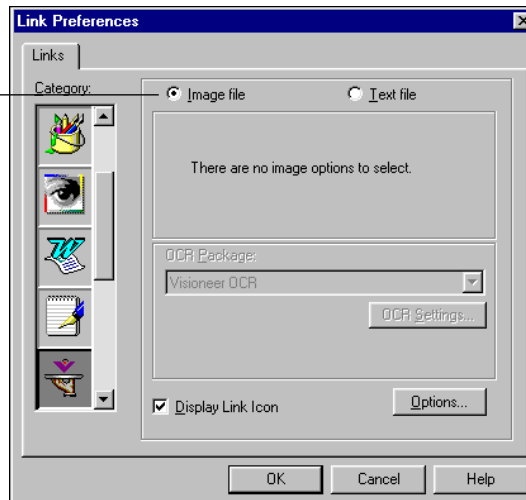 Link Preferences
Links
Category:
Image file
Text file
There are no image options to select.
OCR Package:
Visioneer OCR
OCR Settings...
Display Link Icon
Options...
OK
Cancel
Help